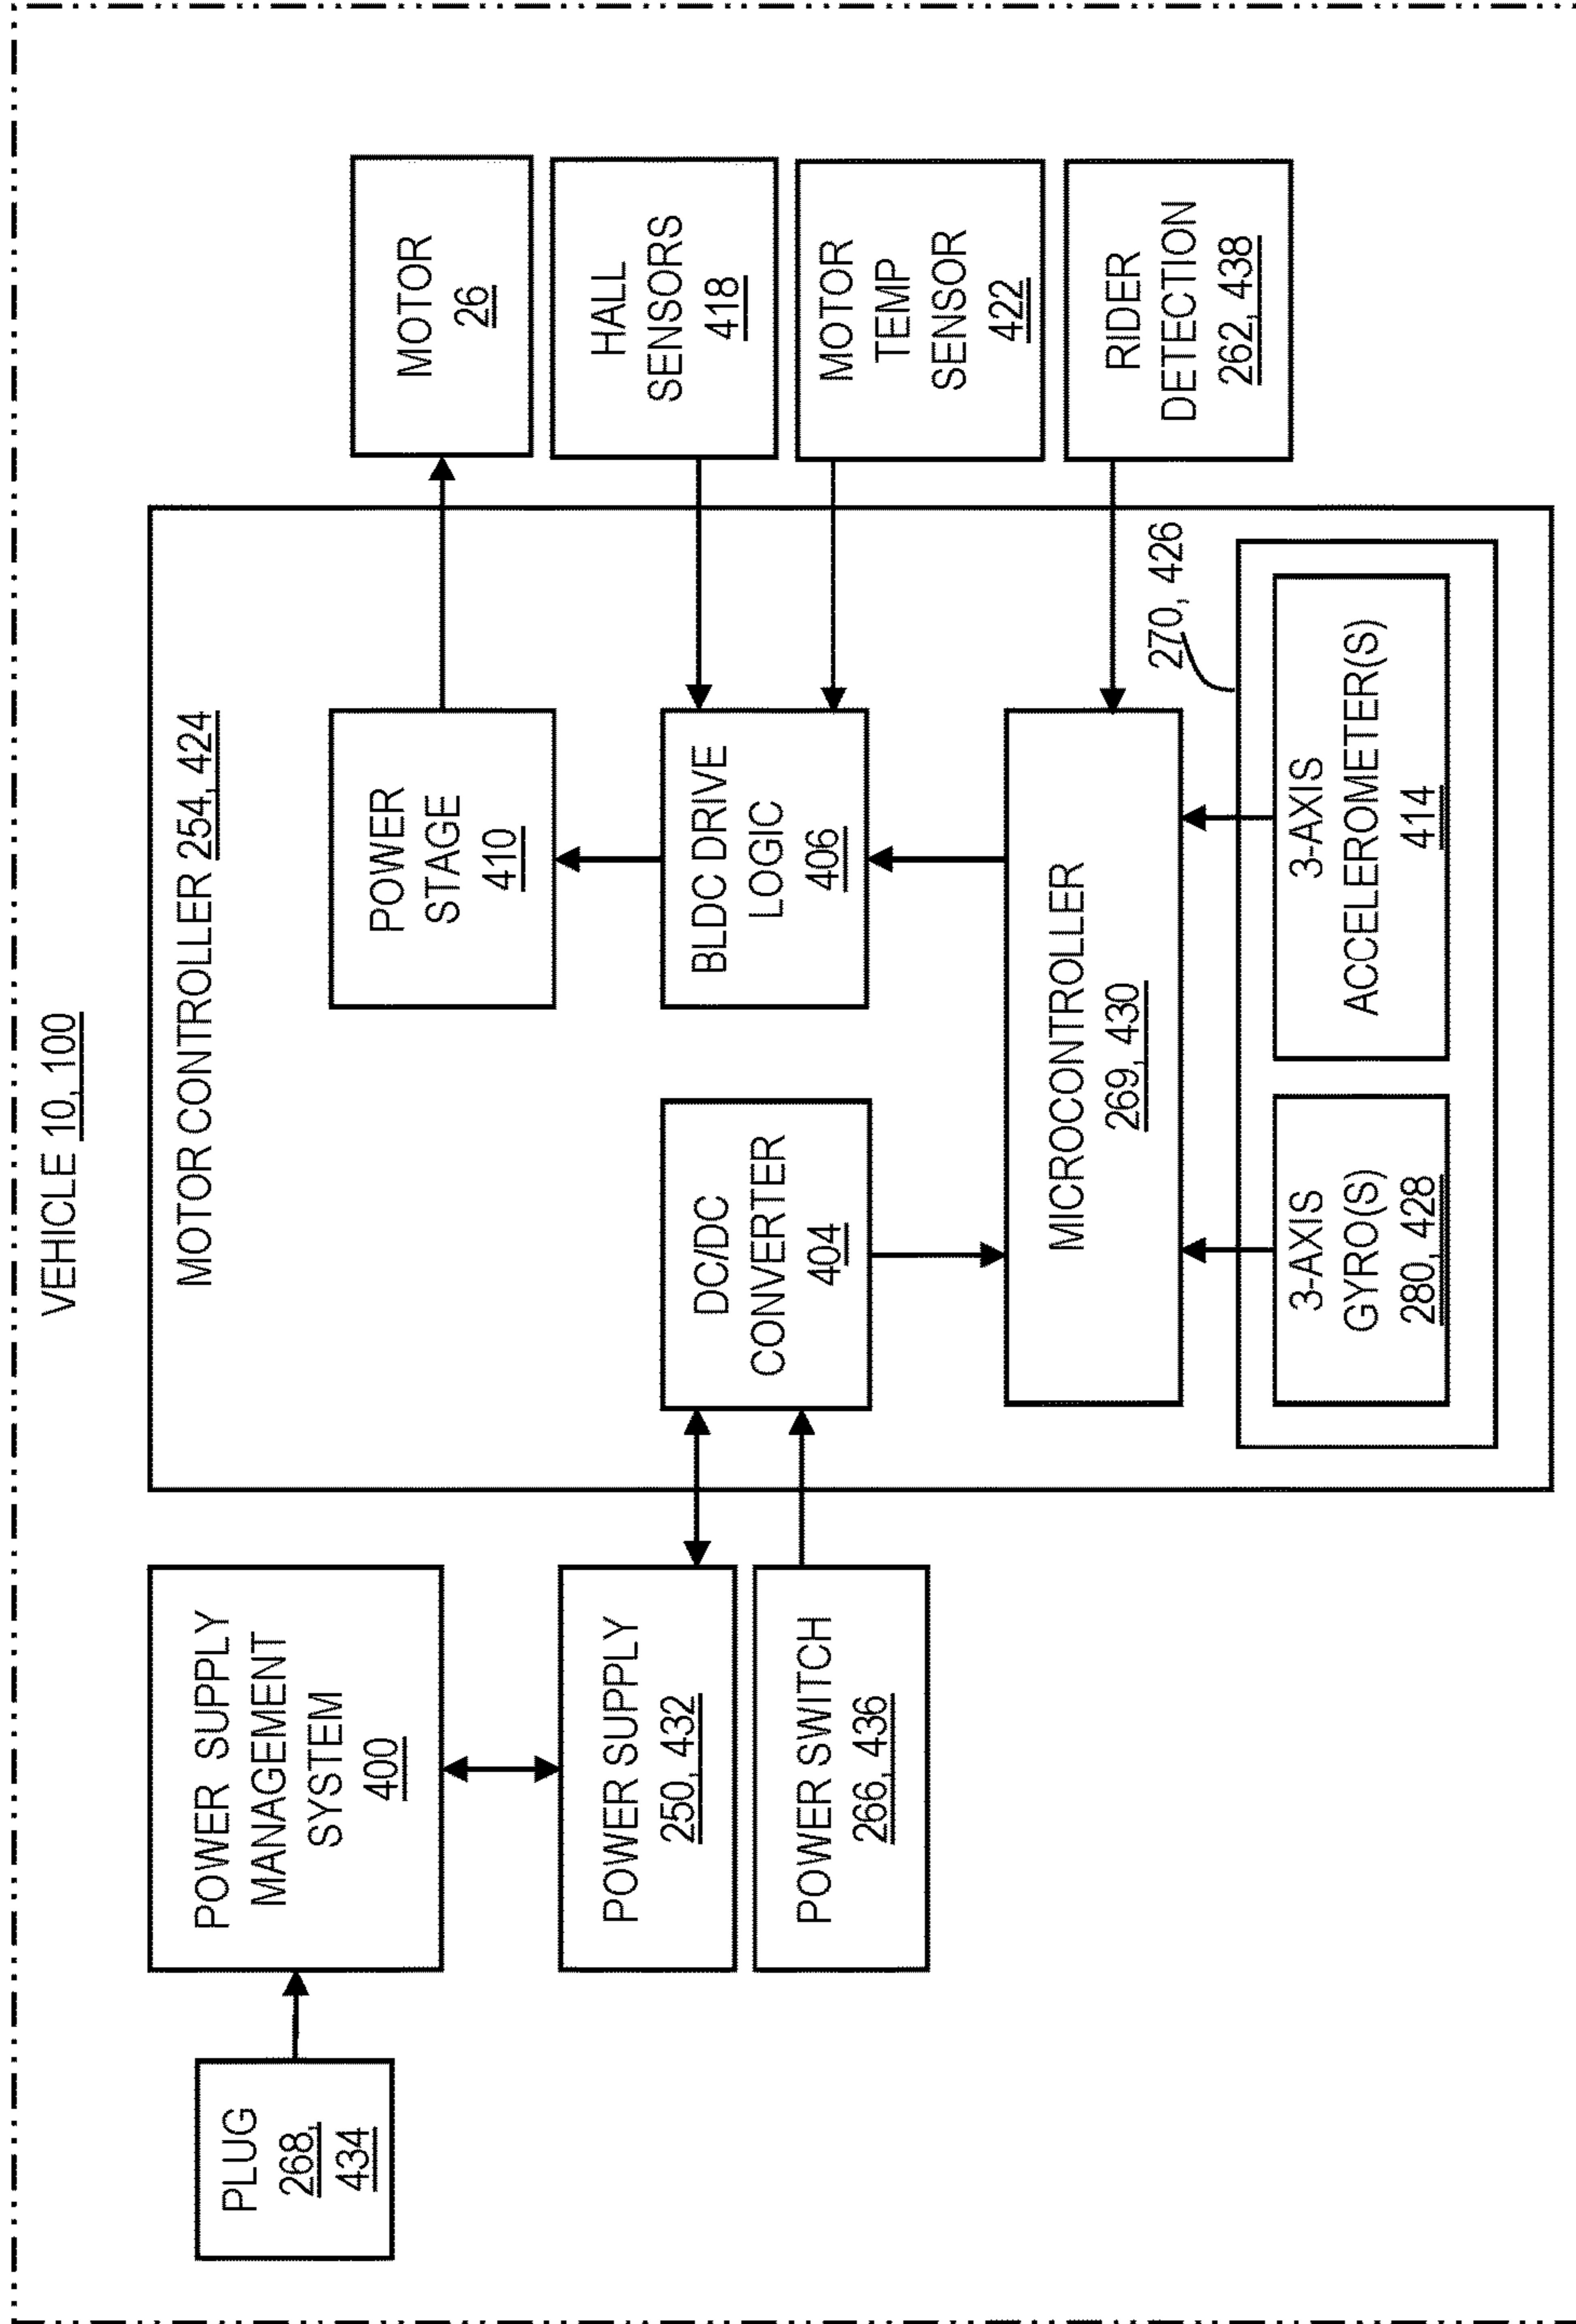 VEHICLE 10, 100
PLUG
268,
434
POWER SUPPLY
MANAGEMENT
SYSTEM
400
POWER SUPPLY
250, 432
POWER SWITCH
266, 436
MOTOR CONTROLLER 254, 424
POWER
STAGE
410
DC/DC
CONVERTER
404
BLDC DRIVE
LOGIC
406
MICROCONTROLLER
269, 430
270, 426
3-AXIS
GYRO(S)
280, 428
3-AXIS
ACCELEROMETER(S)
414
MOTOR
26
HALL
SENSORS
418
MOTOR
TEMP
SENSOR
422
RIDER
DETECTION
262, 438